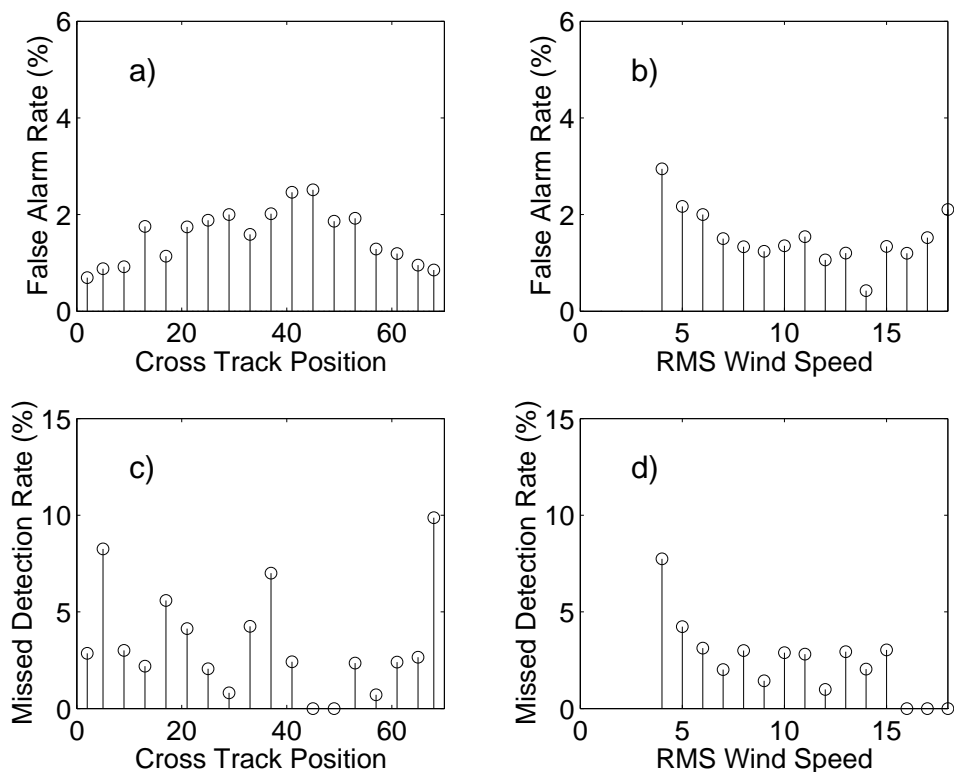 6
4
2
0
False Alarm Rate (%)
a)
0
20
40
60
Cross Track Position
6
4
2
0
False Alarm Rate (%)
b)
5
10
15
RMS Wind Speed
15
10
5
0
Missed Detection Rate (%)
c)
0
20
40
60
Cross Track Position
15
10
5
0
Missed Detection Rate (%)
d)
5
10
15
RMS Wind Speed